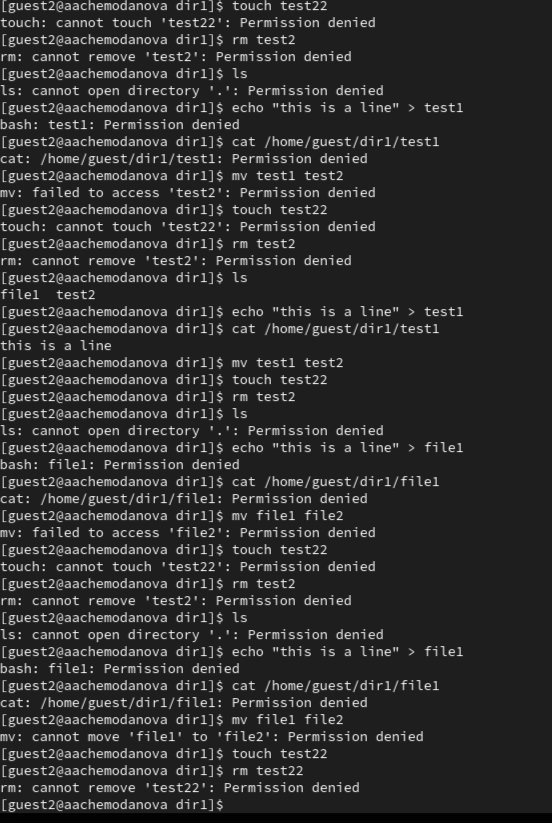 [guest2@aachemodanova dir1]$ touch test22
touch: cannot touch 'test22': Permission denied
[guest2@aachemodanova dir1]$ rm test2
rm: cannot remove 'test2': Permission denied
[guest2@aachemodanova dir1]$ ls
ls: cannot open directory '.': Permission denied
[guest2@aachemodanova dir1]$ echo "this is a line" > test1
bash: test1: Permission denied
[guest2@aachemodanova dir1]$ cat /home/guest/dir1/test1
cat: /home/guest/dir1/test1: Permission denied
[guest2@aachemodanova dir1]$ mv test1 test2
mv: failed to access 'test2': Permission denied
[guest2@aachemodanova dir1]$ touch test22
touch: cannot touch 'test22': Permission denied
[guest2@aachemodanova dir1]$ rm test2
rm: cannot remove 'test2': Permission denied
[guest2@aachemodanova dir1]$ ls
file1  test2
[guest2@aachemodanova dir1]$ echo "this is a line" > test1
[guest2@aachemodanova dir1]$ cat /home/guest/dir1/test1
this is a line
[guest2@aachemodanova dir1]$ mv test1 test2
[guest2@aachemodanova dir1]$ touch test22
[guest2@aachemodanova dir1]$ rm test2
[guest2@aachemodanova dir1]$ ls
ls: cannot open directory '.': Permission denied
[guest2@aachemodanova dir1]$ echo "this is a line" > file1
bash: file1: Permission denied
[guest2@aachemodanova dir1]$ cat /home/guest/dir1/file1
cat: /home/guest/dir1/file1: Permission denied
[guest2@aachemodanova dir1]$ mv file1 file2
mv: failed to access 'file2': Permission denied
[guest2@aachemodanova dir1]$ touch test22
touch: cannot touch 'test22': Permission denied
[guest2@aachemodanova dir1]$ rm test2
rm: cannot remove 'test2': Permission denied
[guest2@aachemodanova dir1]$ ls
ls: cannot open directory '.': Permission denied
[guest2@aachemodanova dir1]$ echo "this is a line" > file1
bash: file1: Permission denied
[guest2@aachemodanova dir1]$ cat /home/guest/dir1/file1
cat: /home/guest/dir1/file1: Permission denied
[guest2@aachemodanova dir1]$ mv file1 file2
mv: cannot move 'file1' to 'file2': Permission denied
[guest2@aachemodanova dir1]$ touch test22
[guest2@aachemodanova dir1]$ rm test22
rm: cannot remove 'test22': Permission denied
[guest2@aachemodanova dir1]$